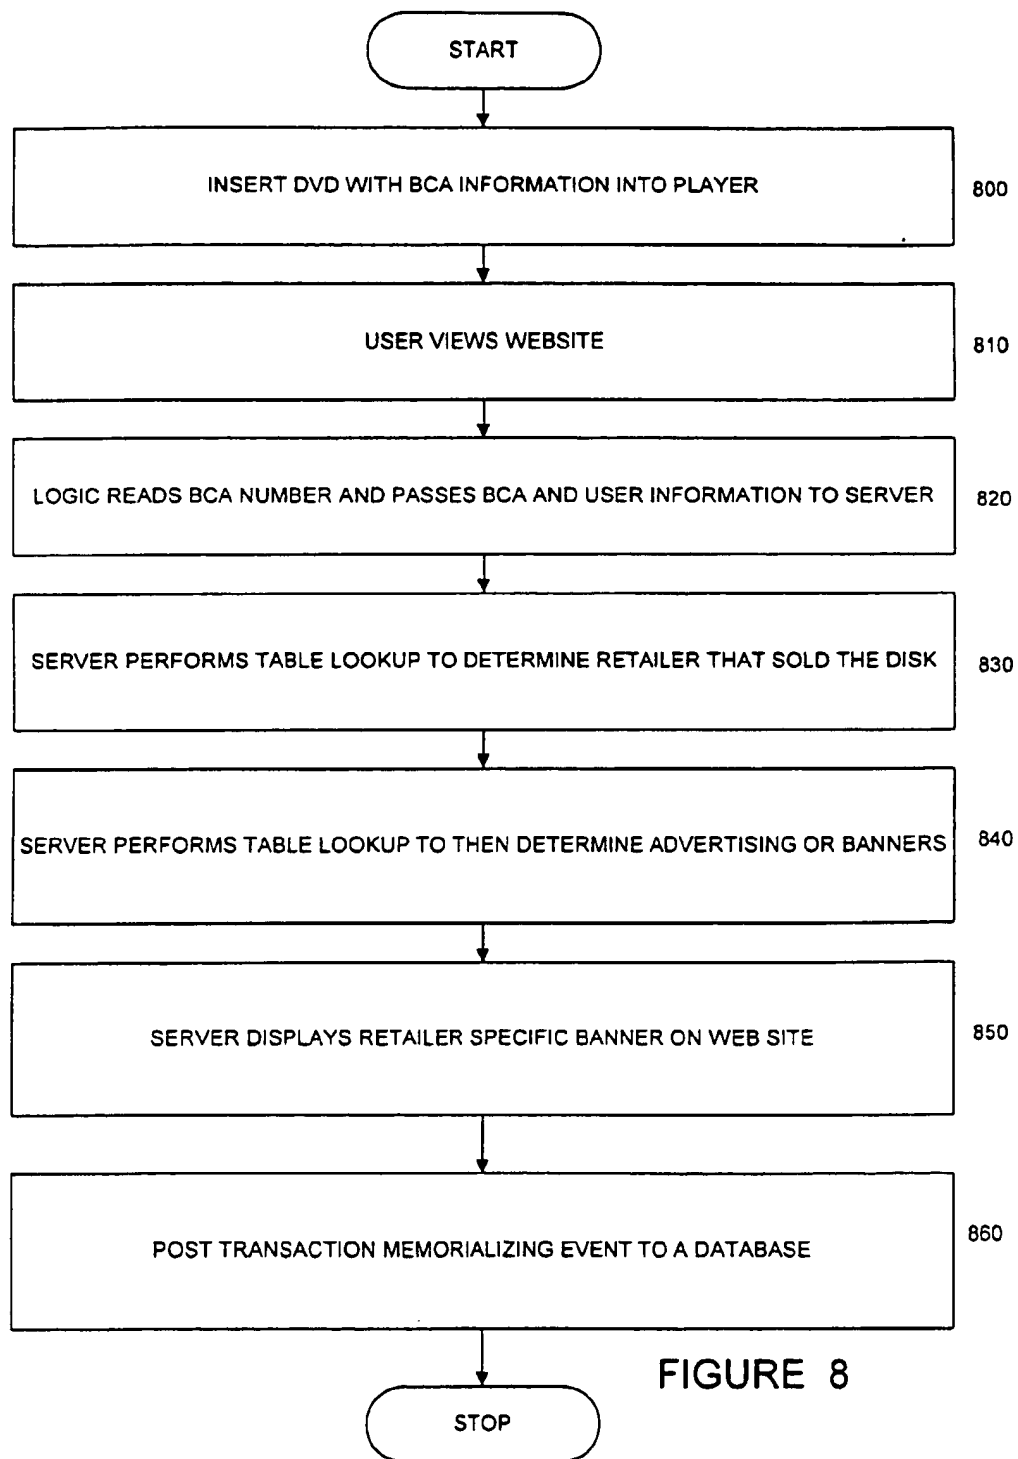 START
INSERT DVD WITH BCA INFORMATION INTO PLAYER
800
USER VIEWS WEBSITE
810
LOGIC READS BCA NUMBER AND PASSES BCA AND USER INFORMATION TO SERVER
820
SERVER PERFORMS TABLE LOOKUP TO DETERMINE RETAILER THAT SOLD THE DISK
830
SERVER PERFORMS TABLE LOOKUP TO THEN DETERMINE ADVERTISING OR BANNERS
840
SERVER DISPLAYS RETAILER SPECIFIC BANNER ON WEB SITE
850
POST TRANSACTION MEMORIALIZING EVENT TO A DATABASE
860
FIGURE 8
STOP